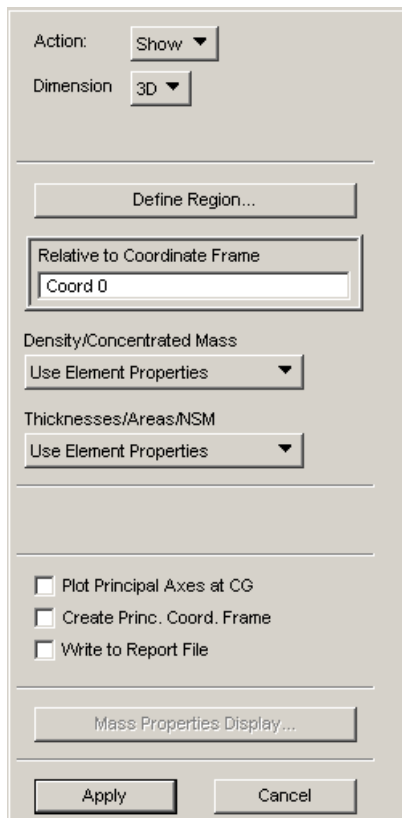 Action: Show
Dimension 3D
Define Region...
Relative to Coordinate Frame
Coord 0
Density/Concentrated Mass
Use Element Properties
Thicknesses/Areas/NSM
Use Element Properties
Plot Principal Axes at CG
Create Princ. Coord. Frame
Write to Report File
Mass Properties Display...
Apply Cancel